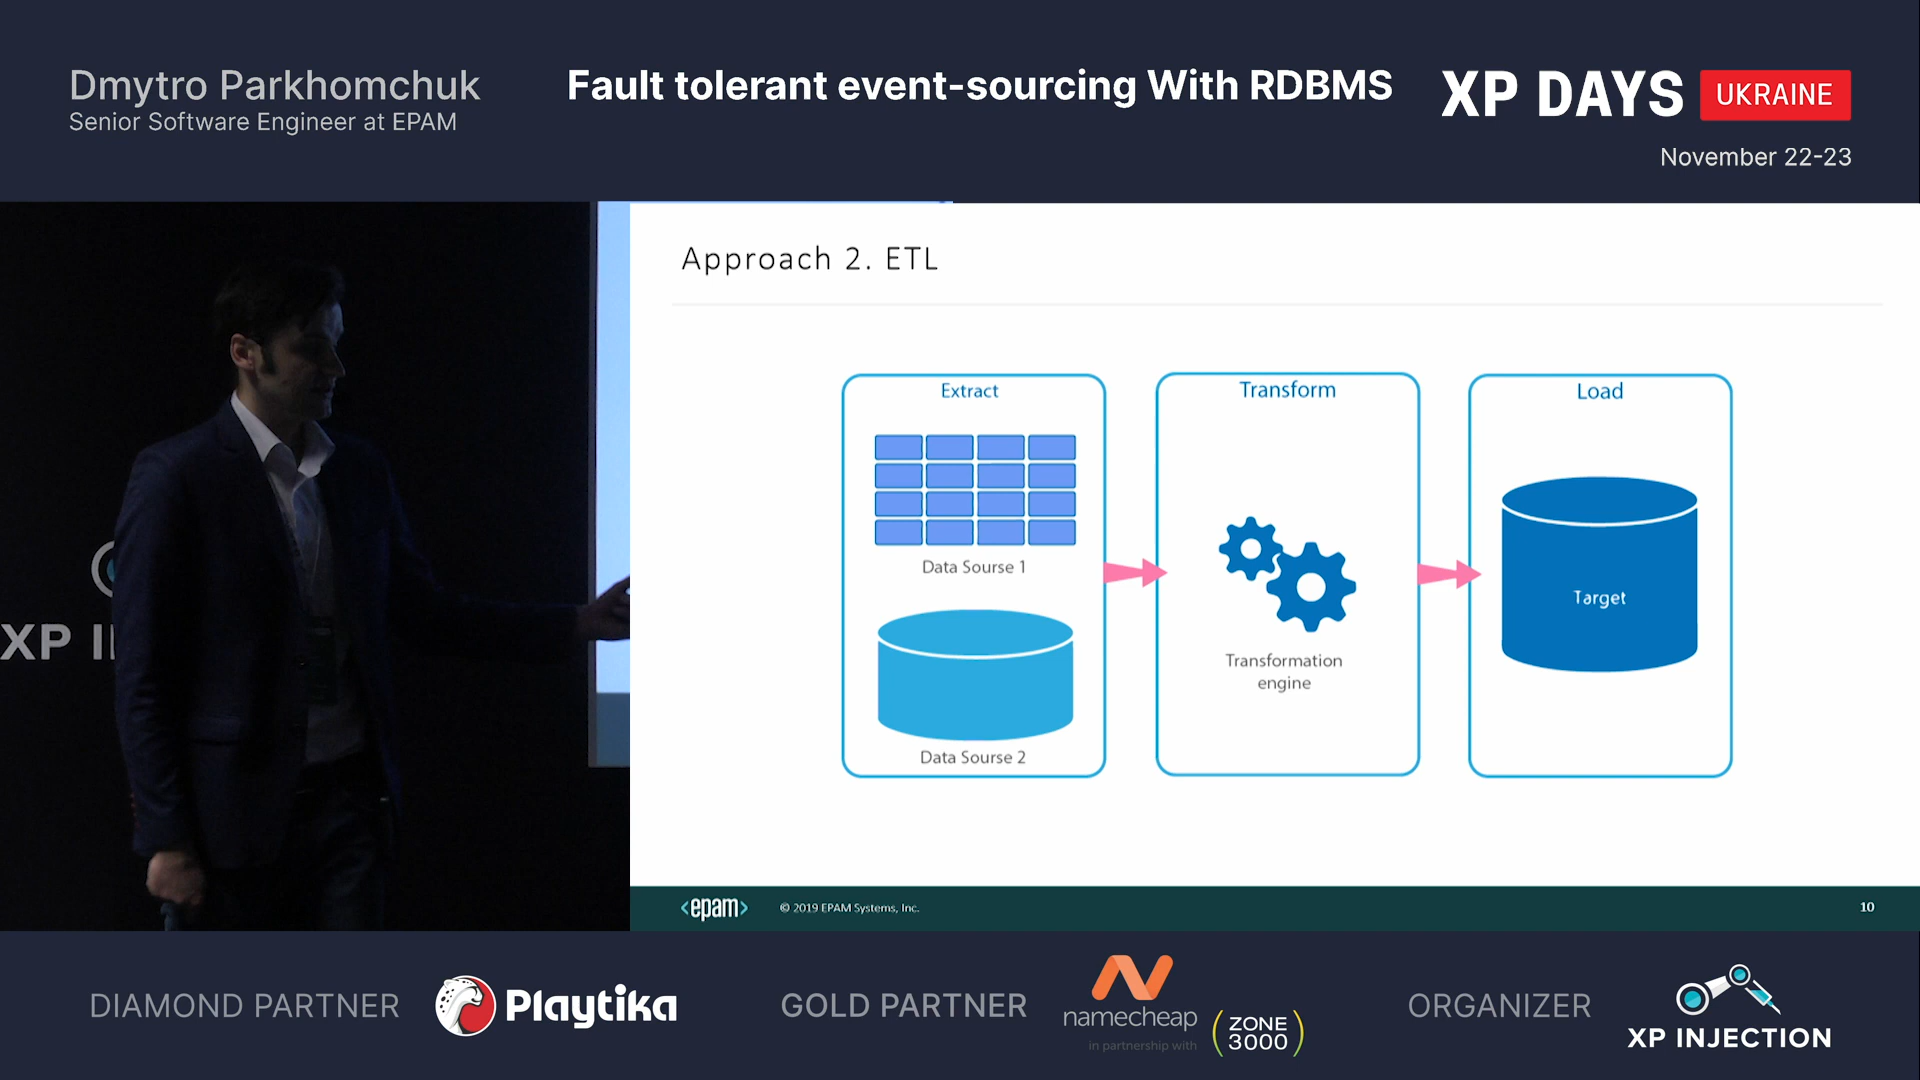 Dmytro Parkhomchuk
Senior Software Engineer at EPAM
Fault tolerant event-sourcing With RDBMS
XP DAYS UKRAINE
November 22-23
Approach 2. ETL
Extract
Data Sourse 1
Data Sourse 2
Transform
Transformation
engine
Load
Target
XP I
<epam>
© 2019 EPAM Systems, Inc.
10
DIAMOND PARTNER
Playtika
GOLD PARTNER
namecheap
in partnership with
ZONE
3000
ORGANIZER
XP INJECTION